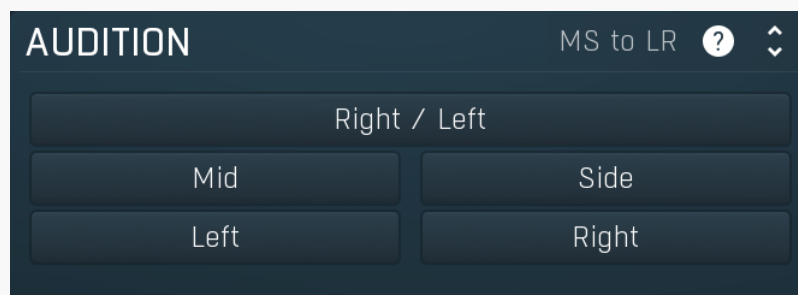 AUDITION MS to LR ?
Right / Left
Mid Side
Left Right